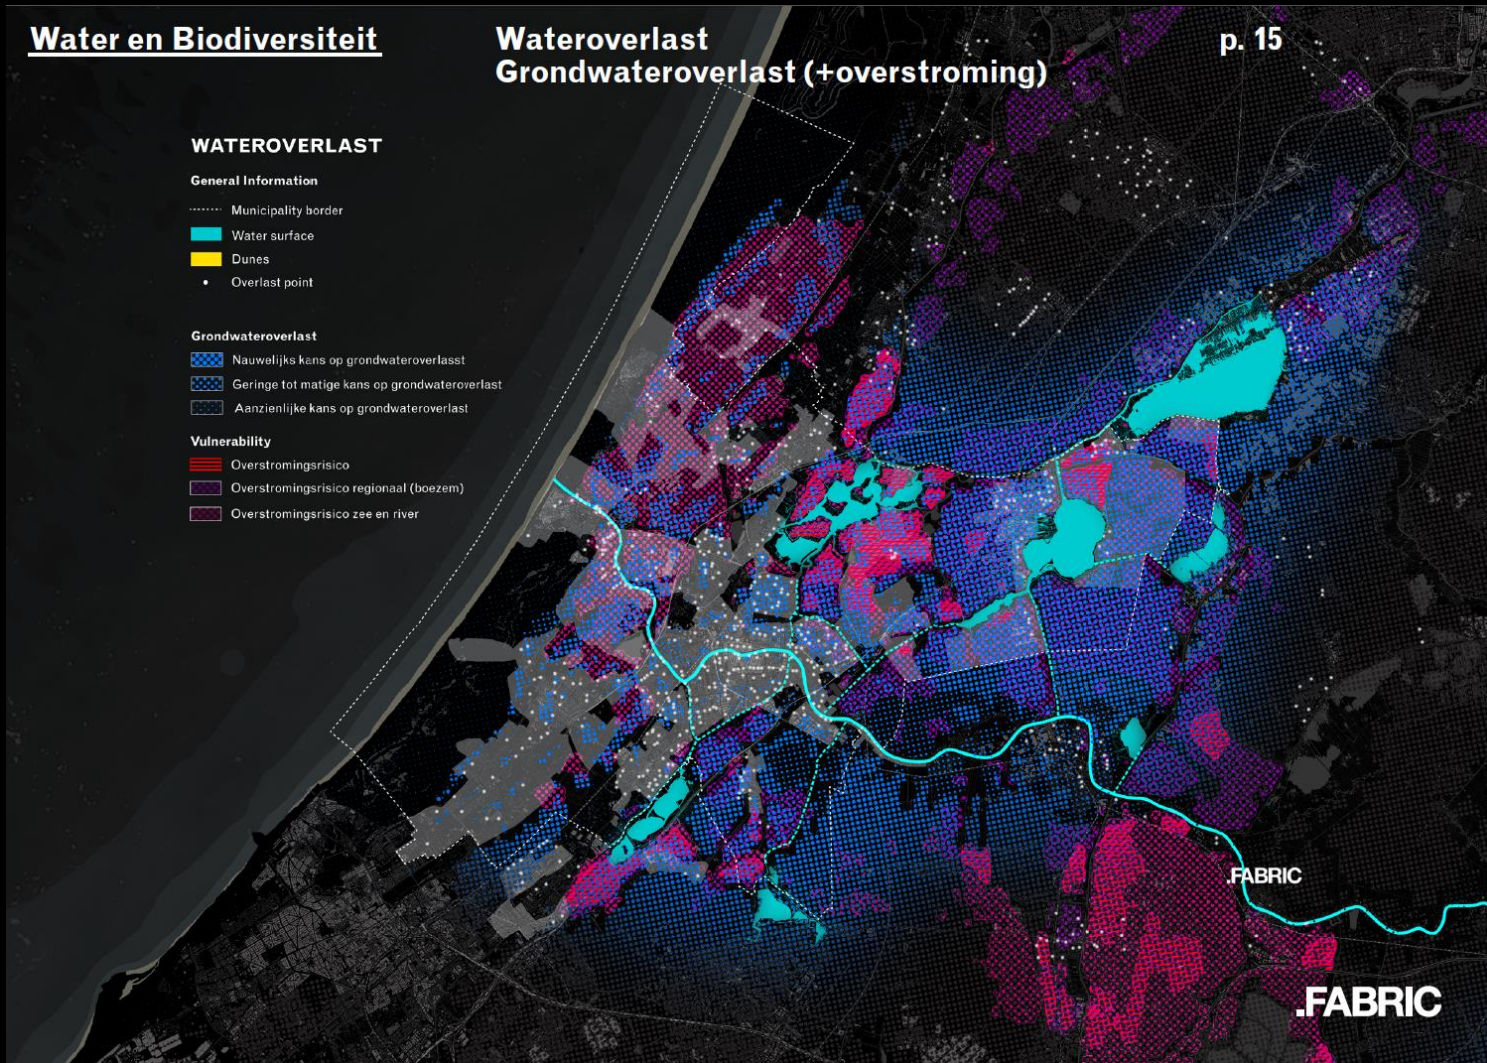 Water en Biodiversiteit
Wateroverlast
Grondwateroverlast (+overstroming)
p. 15
WATEROVERLAST
General Information
Municipality border
Water surface
Dunes
Overlast point
Grondwateroverlast
Nauwelijks kans op grondwateroverlasst
Geringe tot matige kans op grondwateroverlast
Aanzienlijke kans op grondwateroverlast
Vulnerability
Overstromingsrisico
Overstromingsrisico regionaal (boezem)
Overstromingsrisico zee en river
.FABRIC
.FABRIC